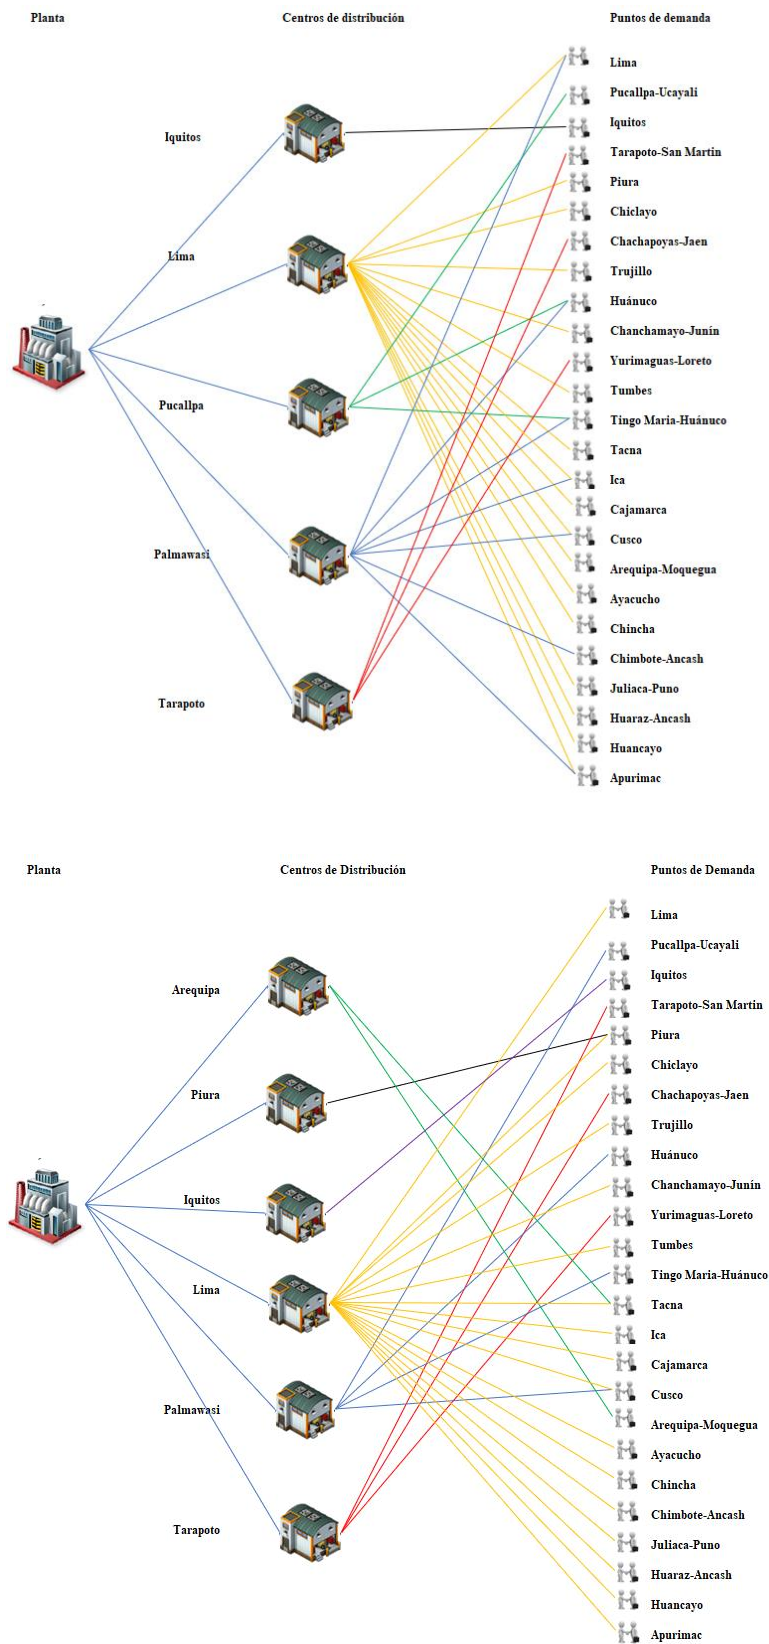 Planta
Centros de distribución
Puntos de demanda
Iquitos
Lima
Pucallpa
Palmawasi
Tarapoto
Lima
Pucallpa-Ucayali
Iquitos
Tarapoto-San Martin
Piura
Chiclayo
Chachapoyas-Jaen
Trujillo
Huánuco
Chanchamayo-Junín
Yurimaguas-Loreto
Tumbes
Tingo Maria-Huánuco
Tacna
Ica
Cajamarca
Cusco
Arequipa-Moquegua
Ayacucho
Chincha
Chimbote-Ancash
Juliaca-Puno
Huaraz-Ancash
Huancayo
Apurimac
Planta
Centros de Distribución
Puntos de Demanda
Arequipa
Piura
Iquitos
Lima
Palmawasi
Tarapoto
Lima
Pucallpa-Ucayali
Iquitos
Tarapoto-San Martin
Piura
Chiclayo
Chachapoyas-Jaen
Trujillo
Huánuco
Chanchamayo-Junín
Yurimaguas-Loreto
Tumbes
Tingo Maria-Huánuco
Tacna
Ica
Cajamarca
Cusco
Arequipa-Moquegua
Ayacucho
Chincha
Chimbote-Ancash
Juliaca-Puno
Huaraz-Ancash
Huancayo
Apurimac